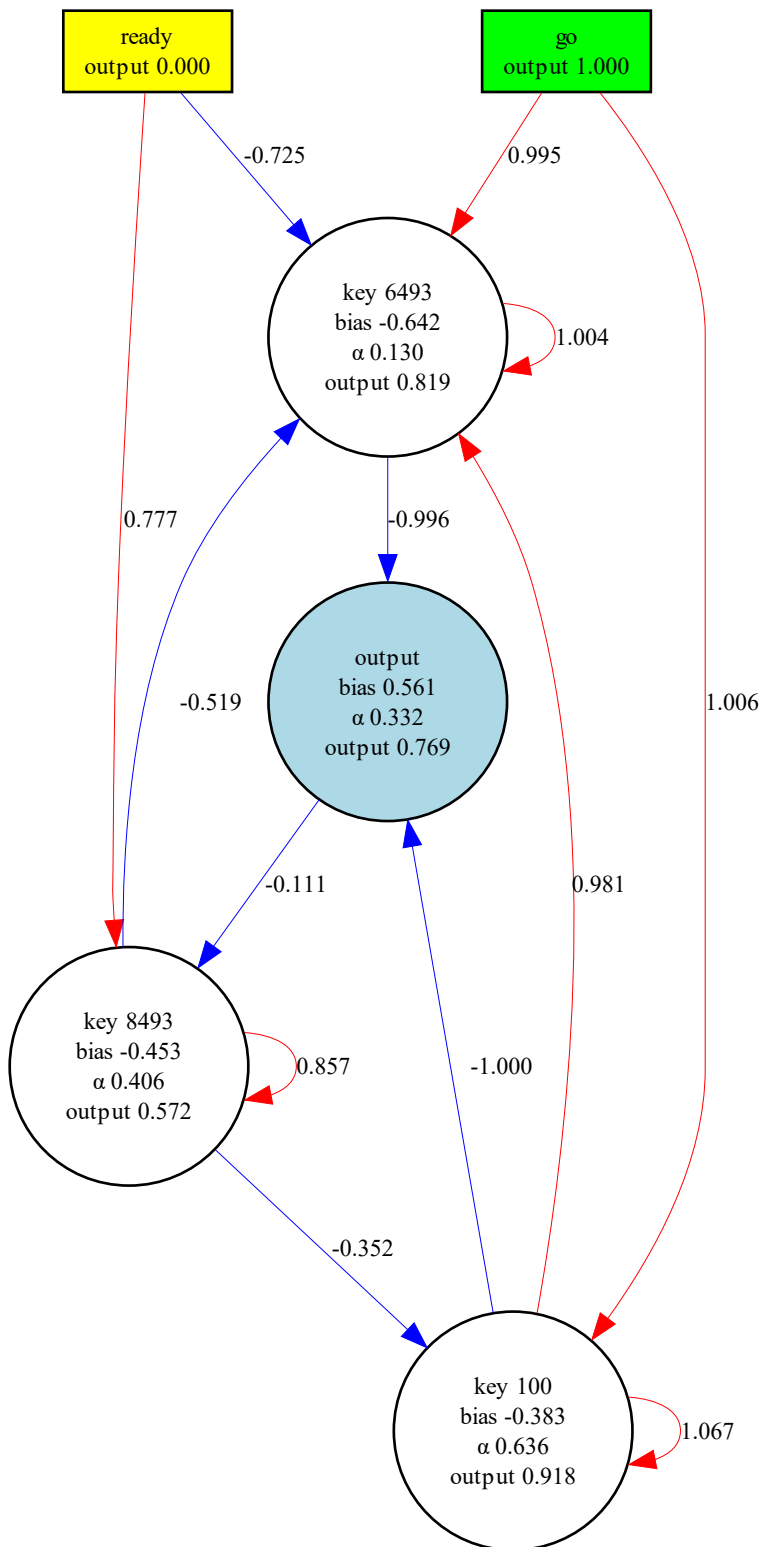 ready
output 0.000
go
output 1.000
-0.725
0.995
key 6493
bias -0.642
α 0.130
output 0.819
1.004
0.777
-0.996
-0.519
output
bias 0.561
α 0.332
output 0.769
1.006
-0.111
0.981
key 8493
bias -0.453
α 0.406
output 0.572
0.857
-1.000
-0.352
key 100
bias -0.383
α 0.636
output 0.918
1.067